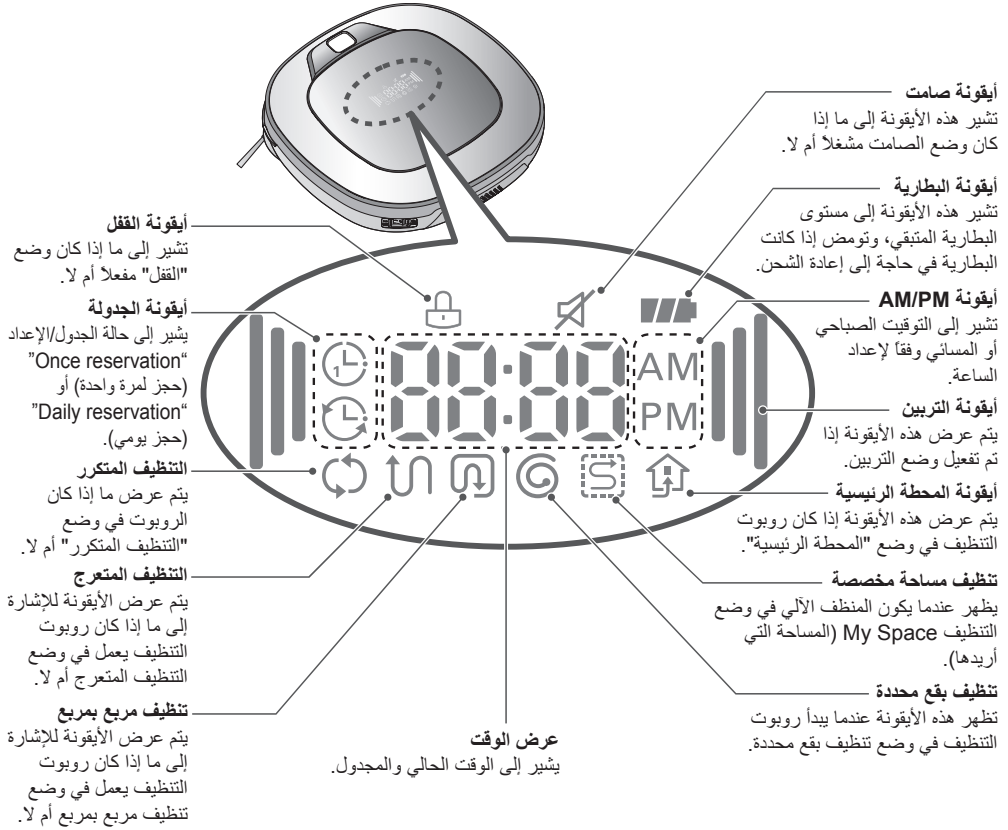 أيقونة صامت
تشير هذه الأيقونة إلى ما إذا
كان وضع الصامت مشغلاً أم لا.
أيقونة البطارية
تشير هذه الأيقونة إلى مستوى
البطارية المتبقي، وتومض إذا كانت
البطارية في حاجة إلى إعادة الشحن.
أيقونة AM/PM
تشير إلى التوقيت الصباحي
أو المسائي وفقاً لإعداد
الساعة.
أيقونة التربين
يتم عرض هذه الأيقونة إذا
تم تفعيل وضع التربين.
أيقونة المحطة الرئيسية
يتم عرض هذه الأيقونة إذا كان روبوت
التنظيف في وضع "المحطة الرئيسية".
تنظيف مساحة مخصصة
يظهر عندما يكون المنظف الآلي في وضع
التنظيف My Space (المساحة التي
أريدها).
تنظيف بقع محددة
تظهر هذه الأيقونة عندما يبدأ روبوت
التنظيف في وضع تنظيف بقع محددة.
88:88
AM
PM
عرض الوقت
يشير إلى الوقت الحالي والمجدول.
أيقونة القفل
تشير إلى ما إذا كان وضع
"القفل" مفعلاً أم لا.
أيقونة الجدولة
يشير إلى حالة الجدول/الإعداد
“Once reservation”
(حجز لمرة واحدة) أو
“Daily reservation”
(حجز يومي).
التنظيف المتكرر
يتم عرض ما إذا كان
الروبوت في وضع
"التنظيف المتكرر" أم لا.
التنظيف المتعرج
يتم عرض الأيقونة للإشارة
إلى ما إذا كان روبوت
التنظيف يعمل في وضع
التنظيف المتعرج أم لا.
تنظيف مربع بمربع
يتم عرض الأيقونة للإشارة
إلى ما إذا كان روبوت
التنظيف يعمل في وضع
تنظيف مربع بمربع أم لا.